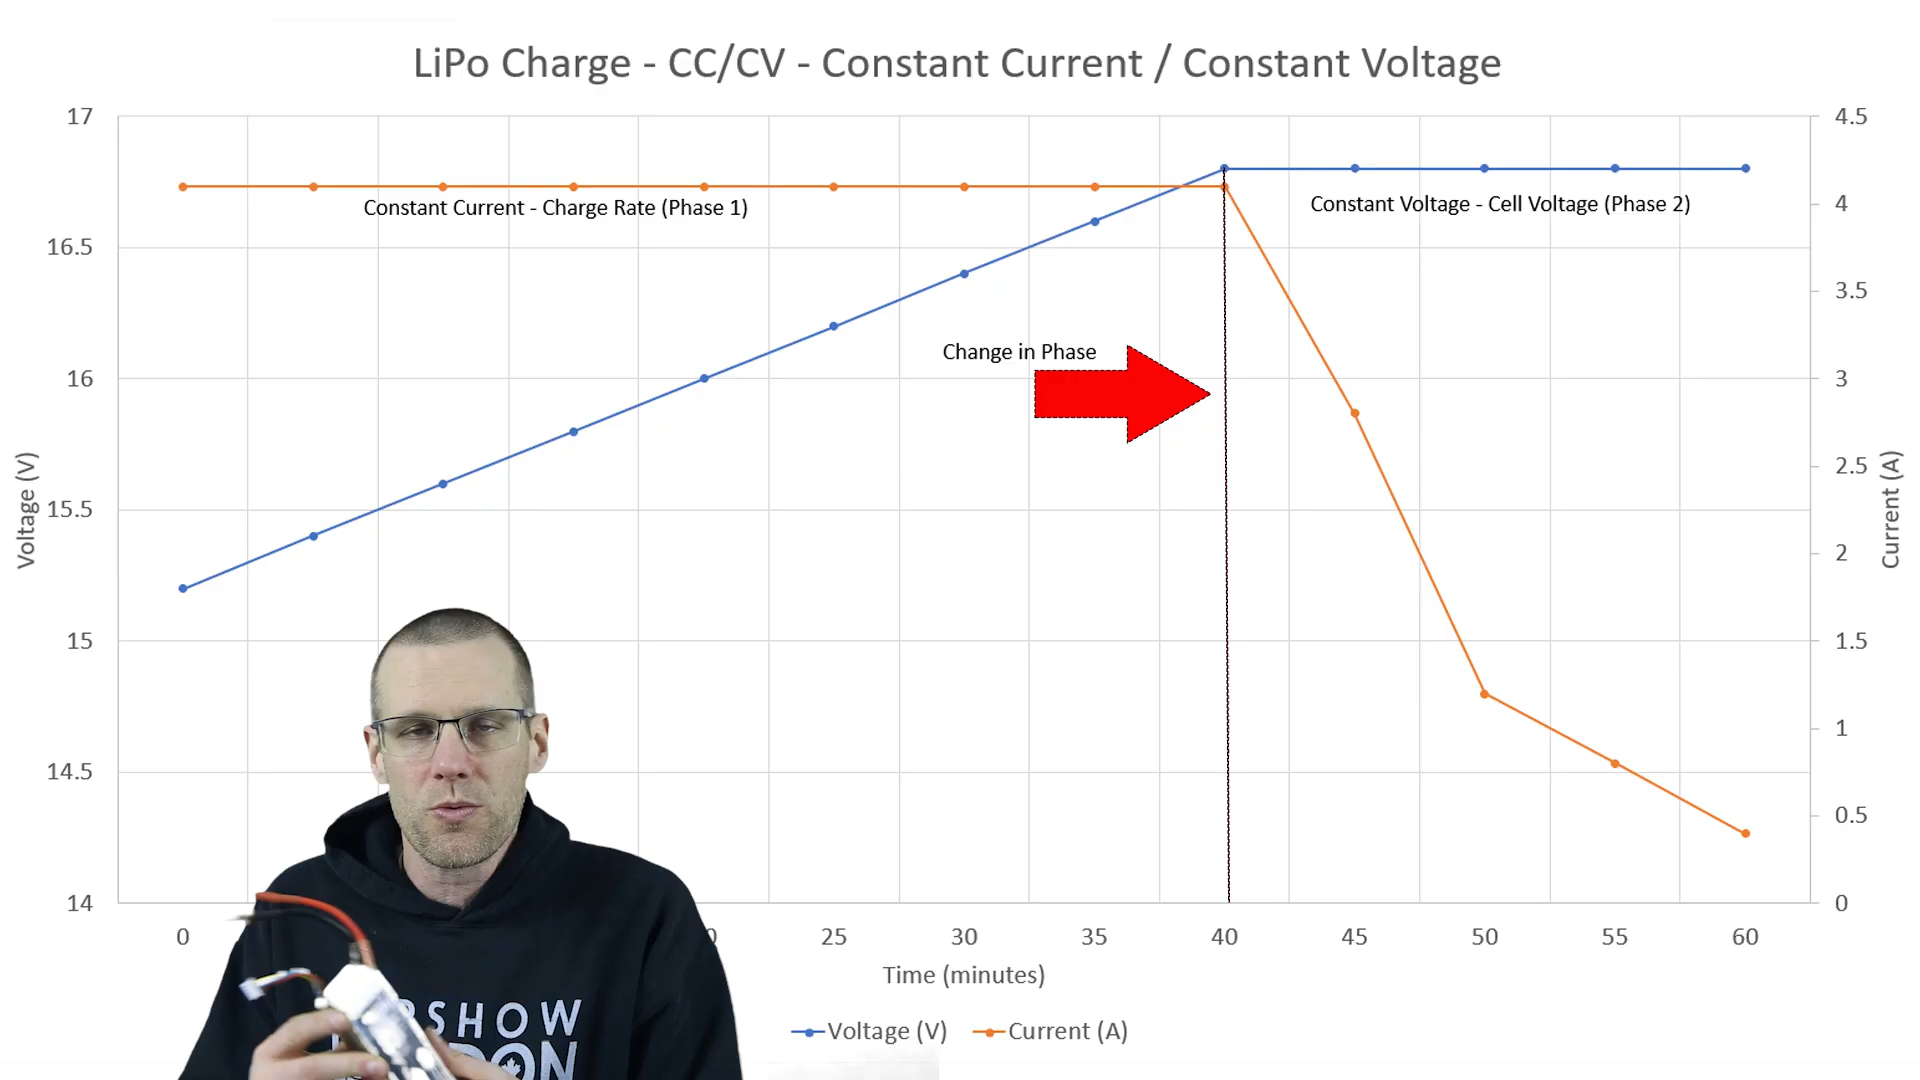 LiPo Charge - CC/CV - Constant Current / Constant Voltage
17
4.5
Constant Current - Charge Rate (Phase 1)
Constant Voltage - Cell Voltage (Phase 2)
4
16.5
3.5
Change in Phase
16
3
Voltage (V)
2.5
Current (A)
15.5
2
15
1.5
1
14.5
0.5
14
0
0 25 30 35 40 45 50 55 60
Time (minutes)
SHOW
Voltage (V) Current (A)